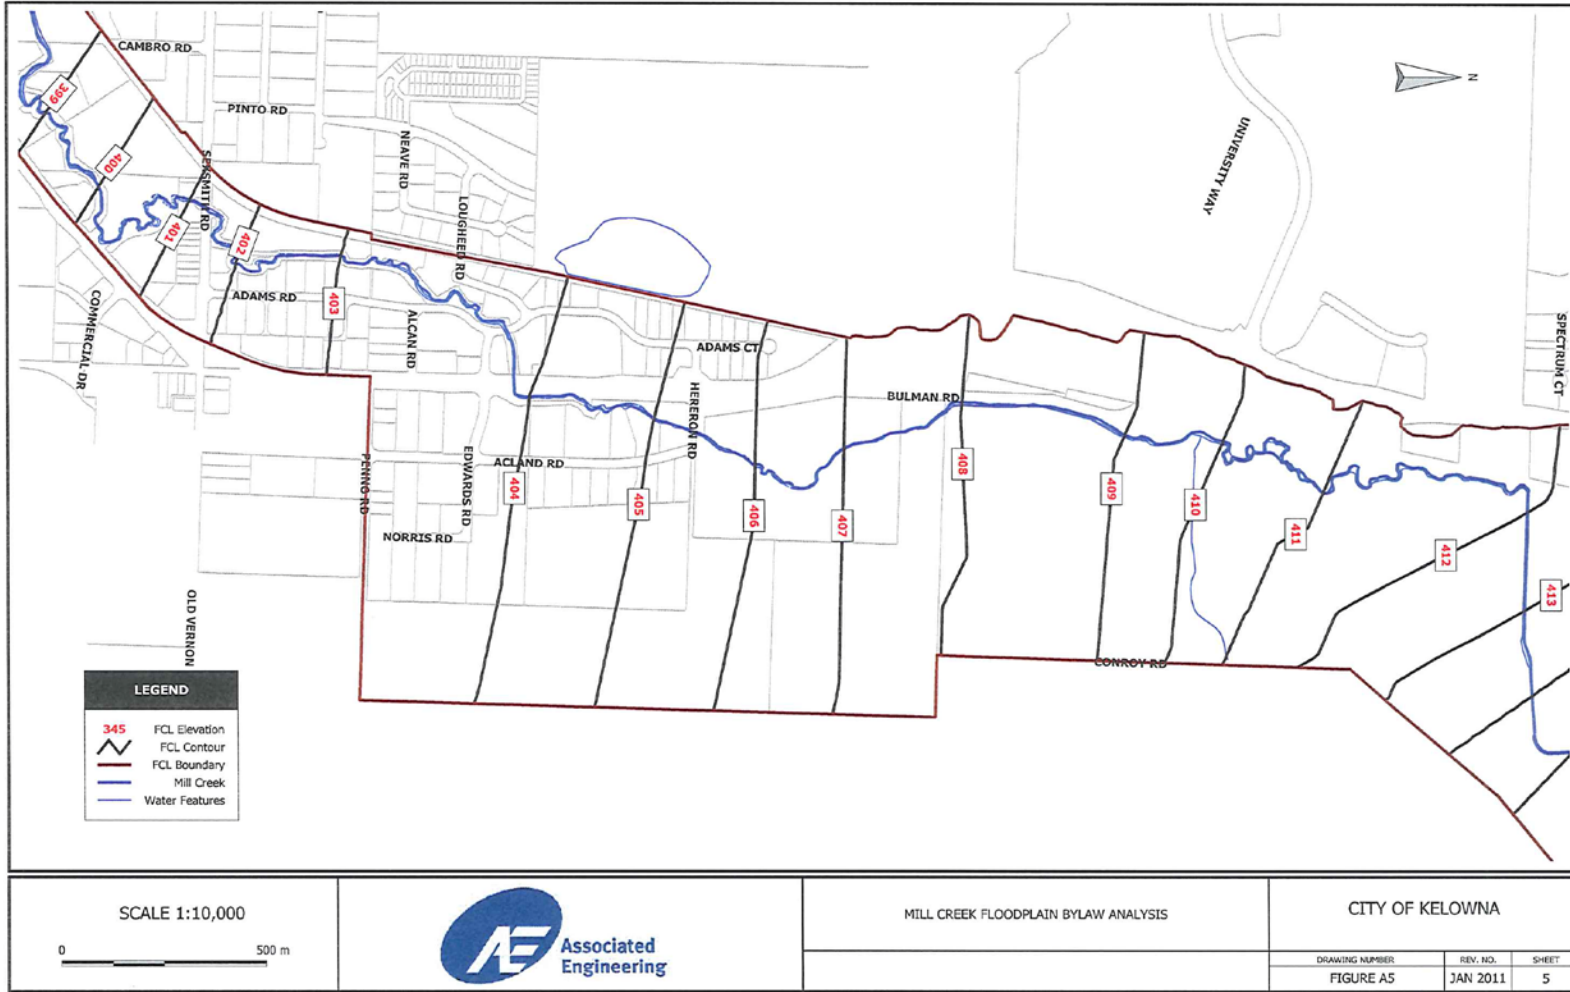 CAMBRO RD
PINTO RD
NEAVE RD
LOUGHEED RD
UNIVERSITY WAY
N
399
400
401
402
403
SEXSMITH RD
COMMERCIAL DR
ADAMS RD
ALCAN RD
ADAMS CT
HERERON RD
BULMAN RD
SPECTRUM CT
PENNO RD
EDWARDS RD
ACLAND RD
NORRIS RD
404
405
406
407
408
409
410
411
412
413
CONROY RD
OLD VERNON
LEGEND
345 FCL Elevation
FCL Contour
FCL Boundary
Mill Creek
Water Features
SCALE 1:10,000
0 500 m
AE
Associated
Engineering
MILL CREEK FLOODPLAIN BYLAW ANALYSIS
CITY OF KELOWNA
DRAWING NUMBER REV. NO. SHEET
FIGURE A5 JAN 2011 5